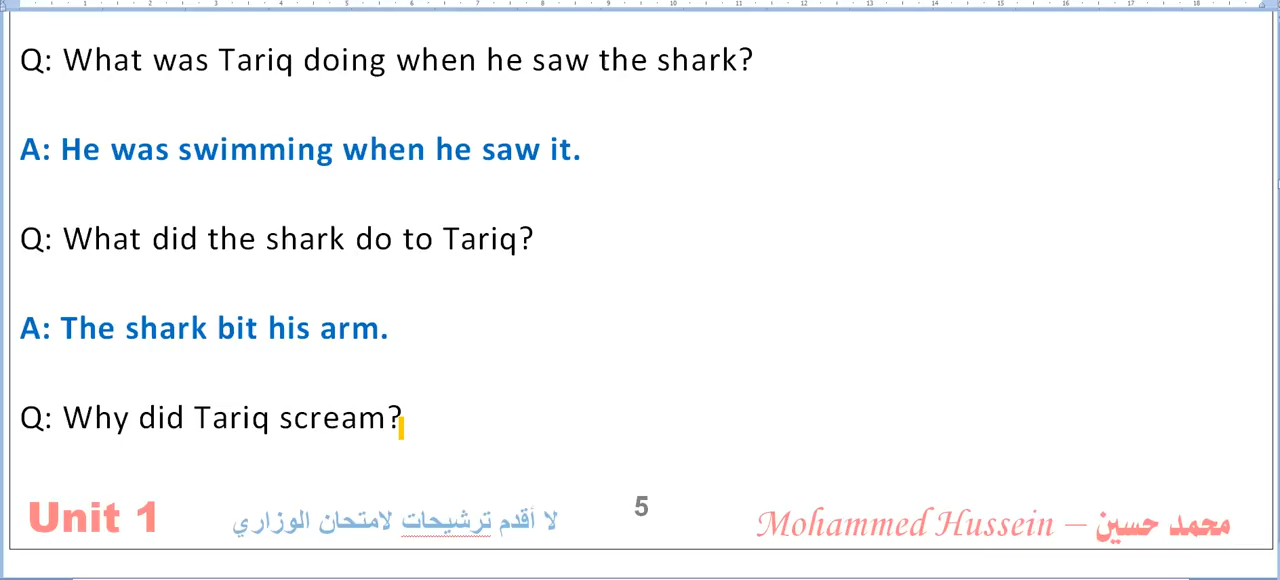 Q: What was Tariq doing when he saw the shark?
A: He was swimming when he saw it.
Q: What did the shark do to Tariq?
A: The shark bit his arm.
Q: Why did Tariq scream?
Unit 1 لا أقدم ترشيحات لامتحان الوزاري 5 Mohammed Hussein – محمد حسين